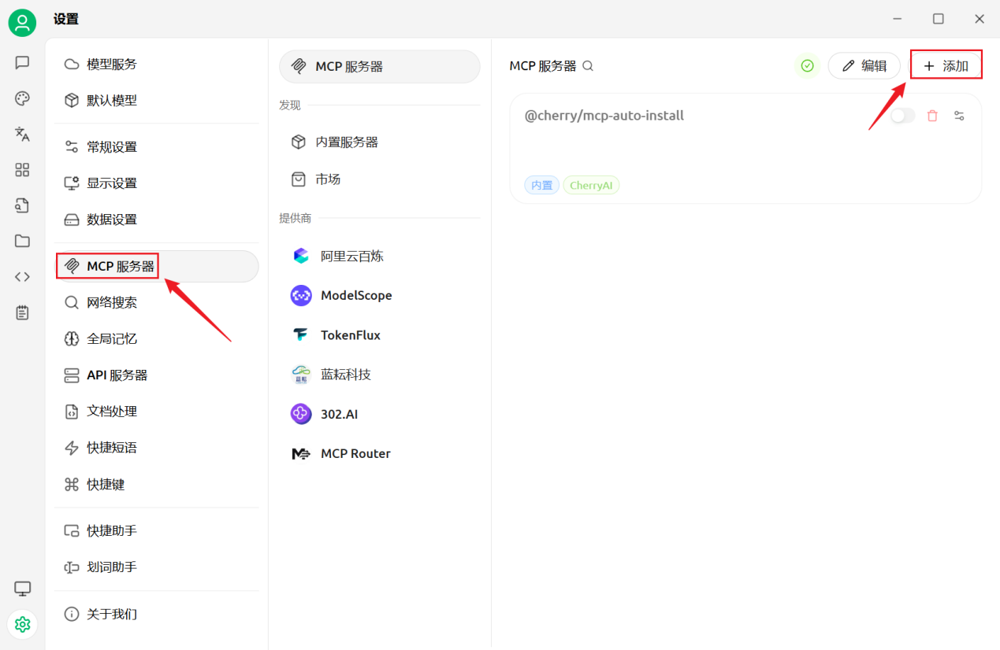 设置
模型服务
默认模型
常规设置
显示设置
数据设置
MCP 服务器
网络搜索
全局记忆
API 服务器
文档处理
快捷短语
快捷键
快捷助手
划词助手
关于我们
MCP 服务器
发现
内置服务器
市场
提供商
阿里云百炼
ModelScope
TokenFlux
蓝耘科技
302.AI
MCP Router
MCP 服务器
编辑
添加
@cherry/mcp-auto-install
内置
CherryAI